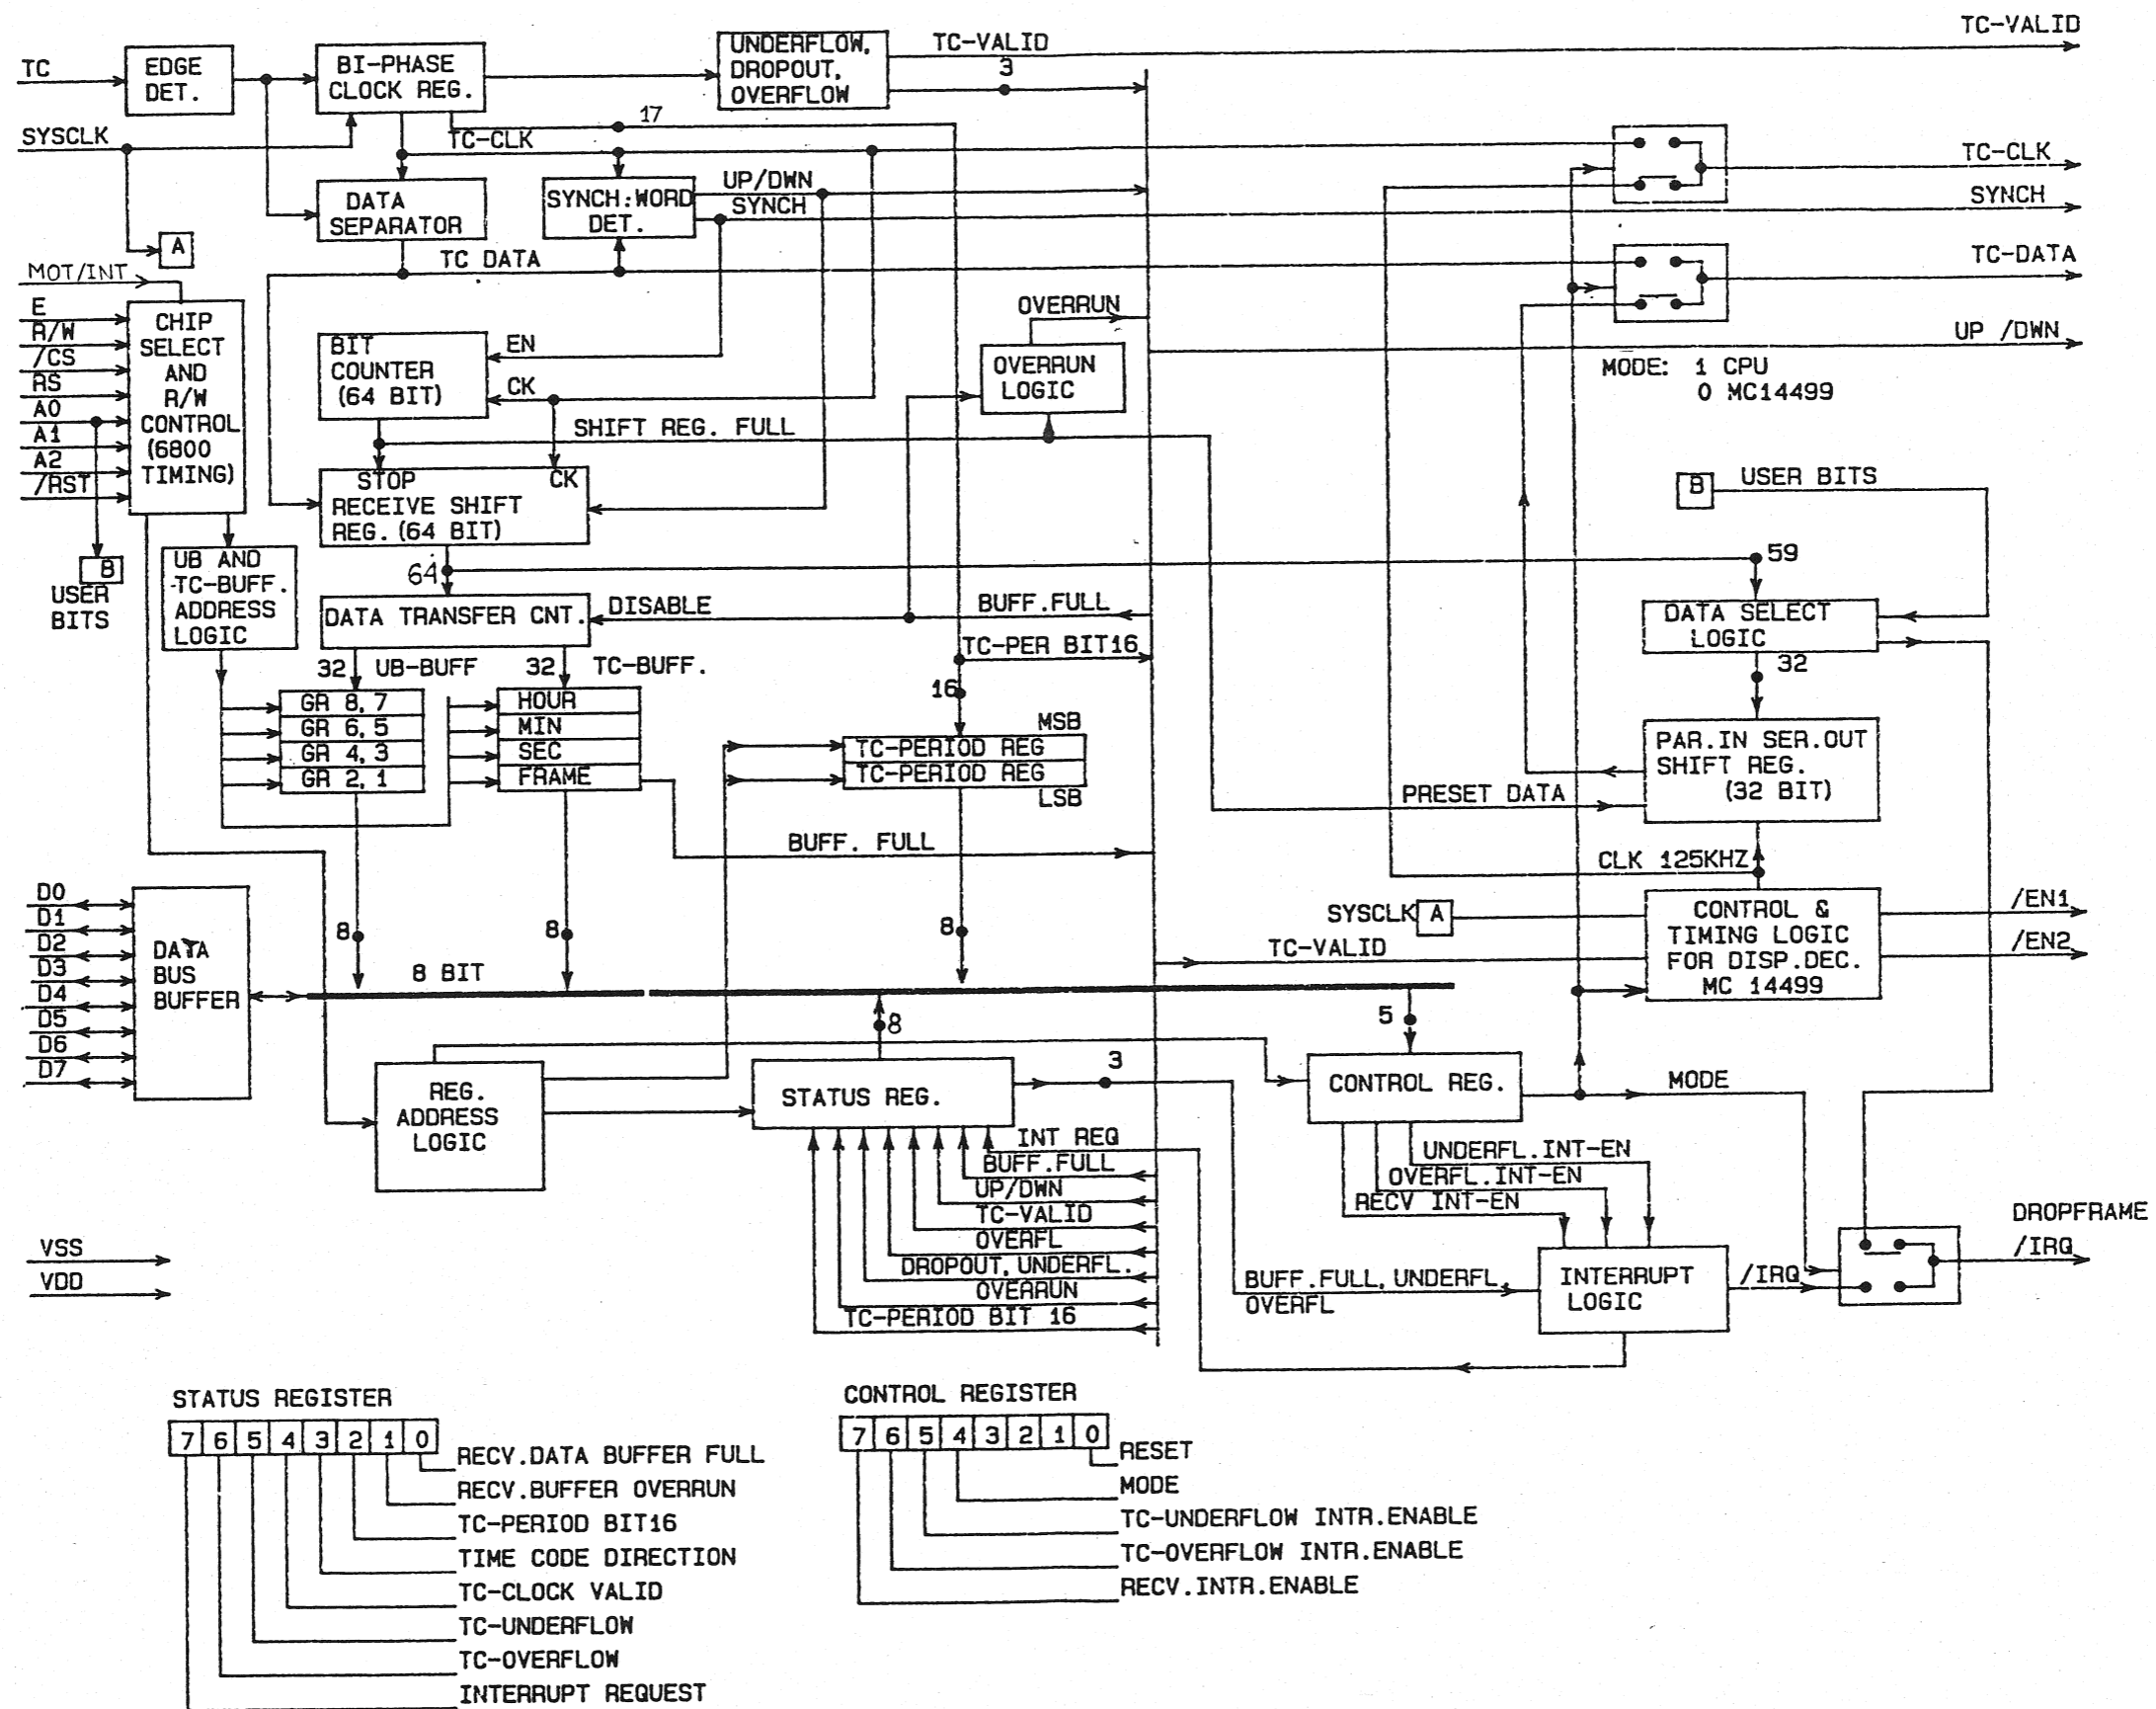 TC
EDGE
DET.
BI-PHASE
CLOCK REG.
UNDERFLOW,
DROPOUT,
OVERFLOW
TC-VALID
3
TC-VALID
SYSCLK
17
TC-CLK
TC-CLK
DATA
SEPARATOR
SYNCH:WORD
DET.
UP/DWN
SYNCH
SYNCH
A
TC DATA
TC-DATA
MOT/INT
E
R/W
/CS
RS
A0
A1
A2
/RST
CHIP
SELECT
AND
R/W
CONTROL
(6800
TIMING)
BIT
COUNTER
(64 BIT)
EN
CK
OVERRUN
OVERRUN
LOGIC
UP /DWN
MODE: 1 CPU
0 MC14499
SHIFT REG. FULL
STOP
CK
RECEIVE SHIFT
REG. (64 BIT)
B
USER BITS
B
USER
BITS
UB AND
TC-BUFF.
ADDRESS
LOGIC
64
59
DATA TRANSFER CNT.
DISABLE
BUFF.FULL
DATA SELECT
LOGIC
TC-PER BIT16
32
UB-BUFF
32
TC-BUFF.
32
16
GR 8,7
GR 6,5
GR 4,3
GR 2,1
HOUR
MIN
SEC
FRAME
MSB
TC-PERIOD REG
TC-PERIOD REG
LSB
PAR.IN SER.OUT
SHIFT REG.
(32 BIT)
PRESET DATA
BUFF. FULL
CLK 125KHZ
D0
D1
D2
D3
D4
D5
D6
D7
DATA
BUS
BUFFER
8
8
8
8 BIT
SYSCLK
A
TC-VALID
CONTROL &
TIMING LOGIC
FOR DISP.DEC.
MC 14499
/EN1
/EN2
8
5
REG.
ADDRESS
LOGIC
STATUS REG.
3
CONTROL REG.
MODE
INT REQ
BUFF.FULL
UP/DWN
TC-VALID
OVERFL
DROPOUT, UNDERFL.
OVERRUN
TC-PERIOD BIT 16
UNDERFL.INT-EN
OVERFL.INT-EN
RECV INT-EN
BUFF.FULL, UNDERFL,
OVERFL
INTERRUPT
LOGIC
/IRQ
DROPFRAME
/IRQ
VSS
VDD
STATUS REGISTER
7 6 5 4 3 2 1 0
RECV.DATA BUFFER FULL
RECV.BUFFER OVERRUN
TC-PERIOD BIT16
TIME CODE DIRECTION
TC-CLOCK VALID
TC-UNDERFLOW
TC-OVERFLOW
INTERRUPT REQUEST
CONTROL REGISTER
7 6 5 4 3 2 1 0
RESET
MODE
TC-UNDERFLOW INTR.ENABLE
TC-OVERFLOW INTR.ENABLE
RECV.INTR.ENABLE